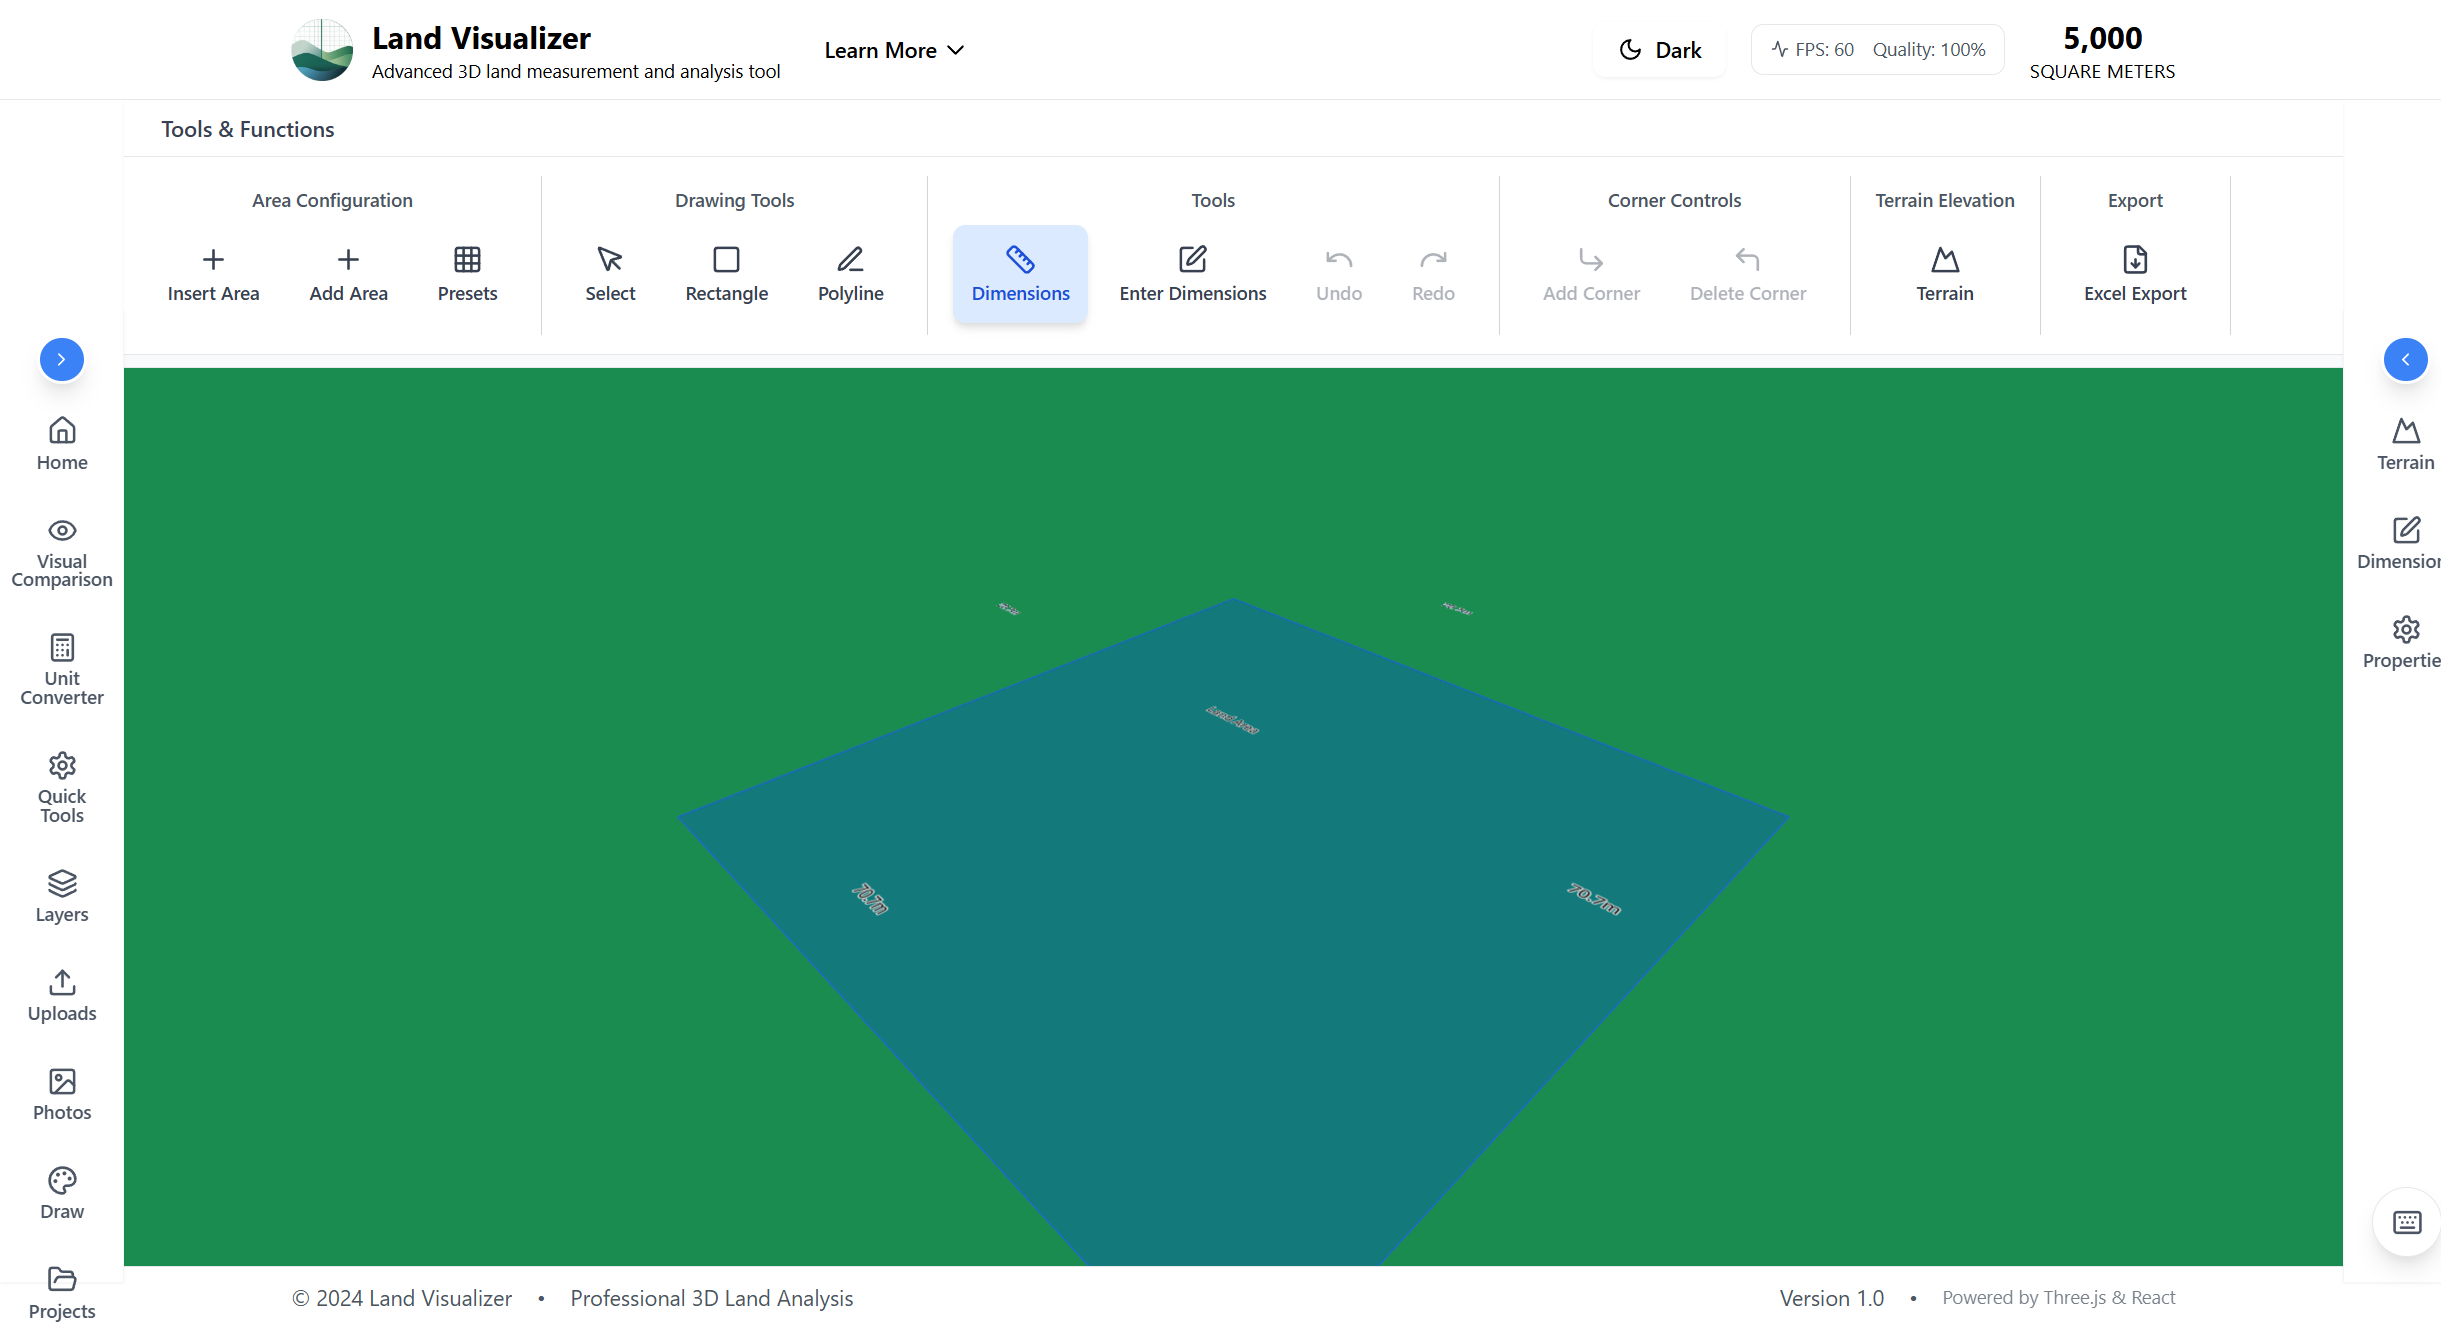 Land Visualizer
Advanced 3D land measurement and analysis tool
Learn More
Dark
FPS: 60 Quality: 100%
5,000
SQUARE METERS
Tools & Functions
Area Configuration
Drawing Tools
Tools
Corner Controls
Terrain Elevation
Export
Insert Area
Add Area
Presets
Select
Rectangle
Polyline
Dimensions
Enter Dimensions
Undo
Redo
Add Corner
Delete Corner
Terrain
Excel Export
Home
Visual
Comparison
Unit
Converter
Quick
Tools
Layers
Uploads
Photos
Draw
Projects
Land Area
70.7m
70.7m
Terrain
Dimension
Propertie
© 2024 Land Visualizer • Professional 3D Land Analysis
Version 1.0 • Powered by Three.js & React